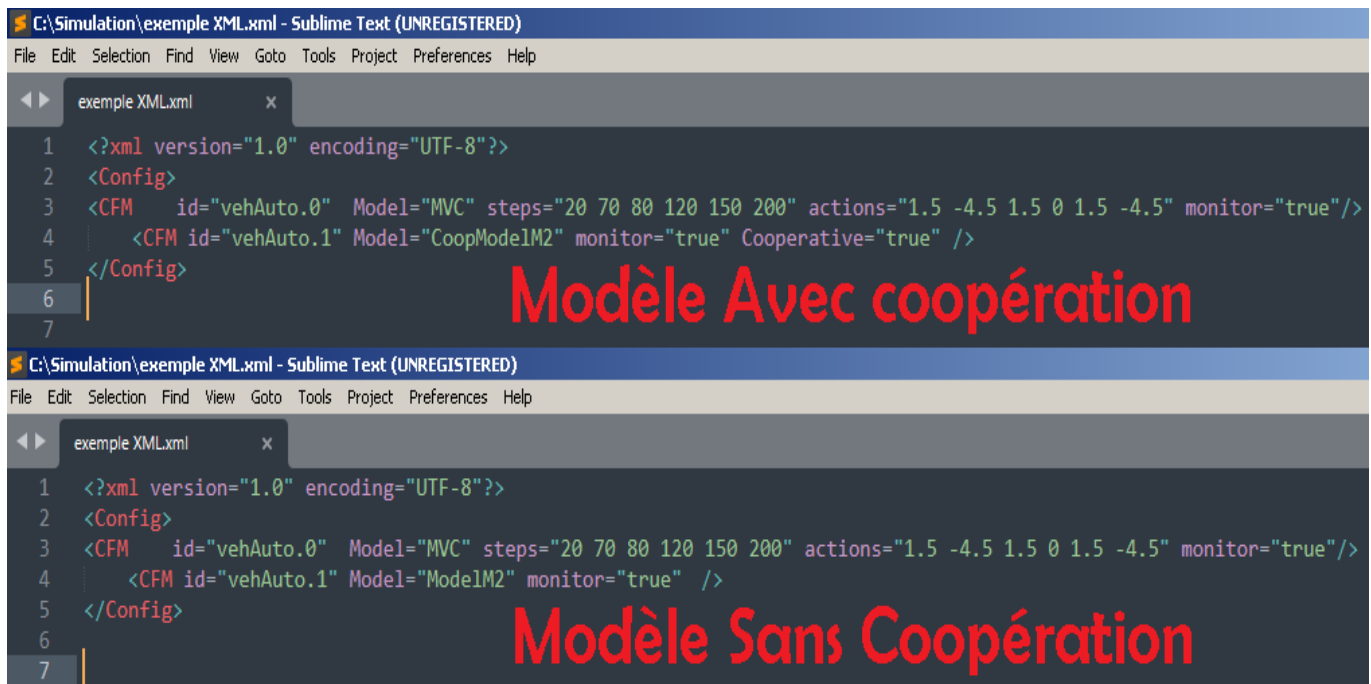 C:\Simulation\exemple XML.xml - Sublime Text (UNREGISTERED)
File Edit Selection Find View Goto Tools Project Preferences Help
exemple XML.xml ×
1 <?xml version="1.0" encoding="UTF-8"?>
2 <Config>
3 <CFM id="vehAuto.0" Model="MVC" steps="20 70 80 120 150 200" actions="1.5 -4.5 1.5 0 1.5 -4.5" monitor="true"/>
4 <CFM id="vehAuto.1" Model="CoopModelM2" monitor="true" Cooperative="true" />
5 </Config>
6
7
Modèle Avec coopération
C:\Simulation\exemple XML.xml - Sublime Text (UNREGISTERED)
File Edit Selection Find View Goto Tools Project Preferences Help
exemple XML.xml ×
1 <?xml version="1.0" encoding="UTF-8"?>
2 <Config>
3 <CFM id="vehAuto.0" Model="MVC" steps="20 70 80 120 150 200" actions="1.5 -4.5 1.5 0 1.5 -4.5" monitor="true"/>
4 <CFM id="vehAuto.1" Model="ModelM2" monitor="true" />
5 </Config>
6
7
Modèle Sans Coopération